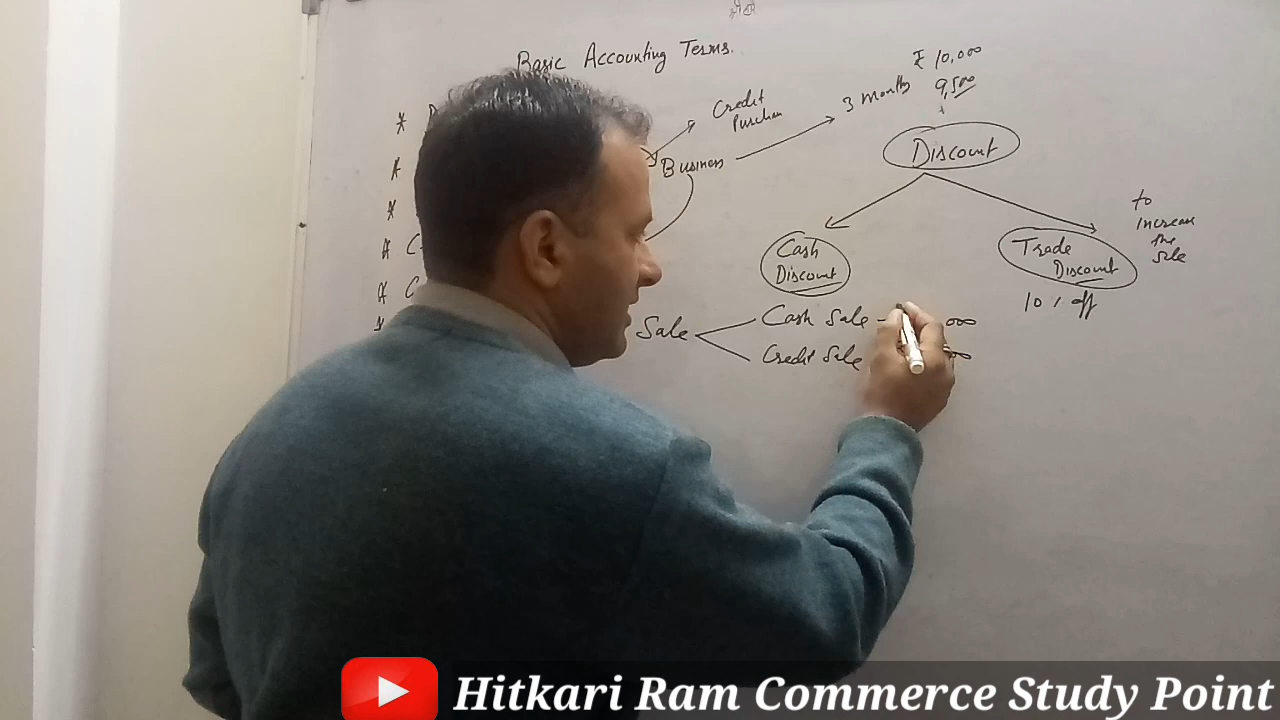 Basic Accounting Terms.
₹ 10,000
9,500
Credit
Purchase
3 months
Business
Discount
Cash
Discount
Trade
Discount
to
increase
the
sale
10 % off
Sale
Cash Sale
000
Credit Sale
Hitkari Ram Commerce Study Point